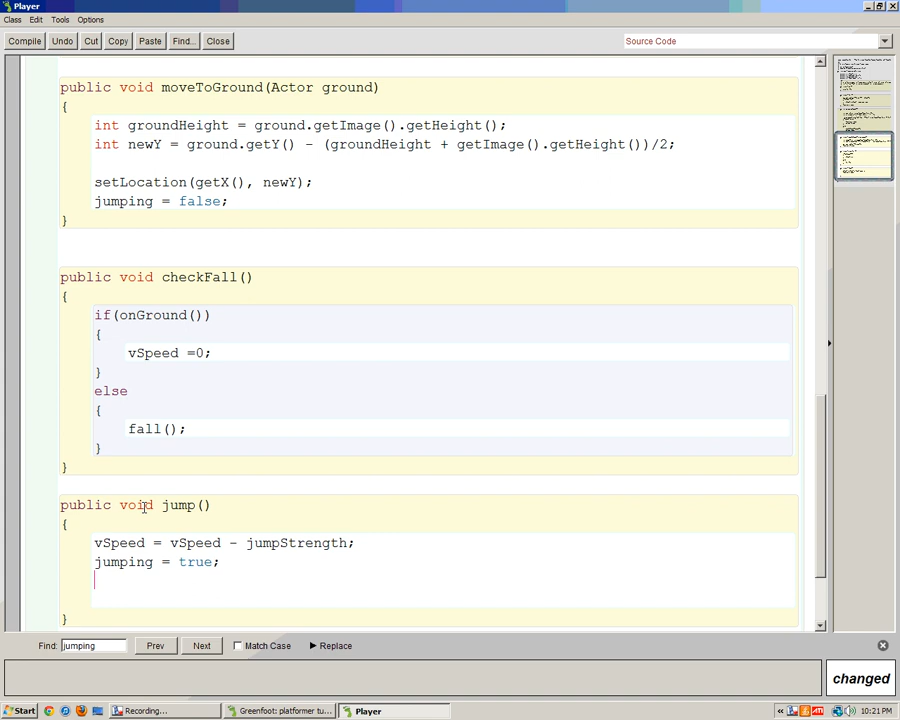 Player
Class Edit Tools Options
Compile Undo Cut Copy Paste Find... Close Source Code
public void moveToGround(Actor ground)
{
int groundHeight = ground.getImage().getHeight();
int newY = ground.getY() - (groundHeight + getImage().getHeight())/2;
setLocation(getX(), newY);
jumping = false;
}
public void checkFall()
{
if(onGround())
{
vSpeed =0;
}
else
{
fall();
}
}
public void jump()
{
vSpeed = vSpeed - jumpStrength;
jumping = true;
}
Find: jumping Prev Next Match Case Replace
changed
Start Recording... Greenfoot: platformer tu... Player « ATI 10:21 PM